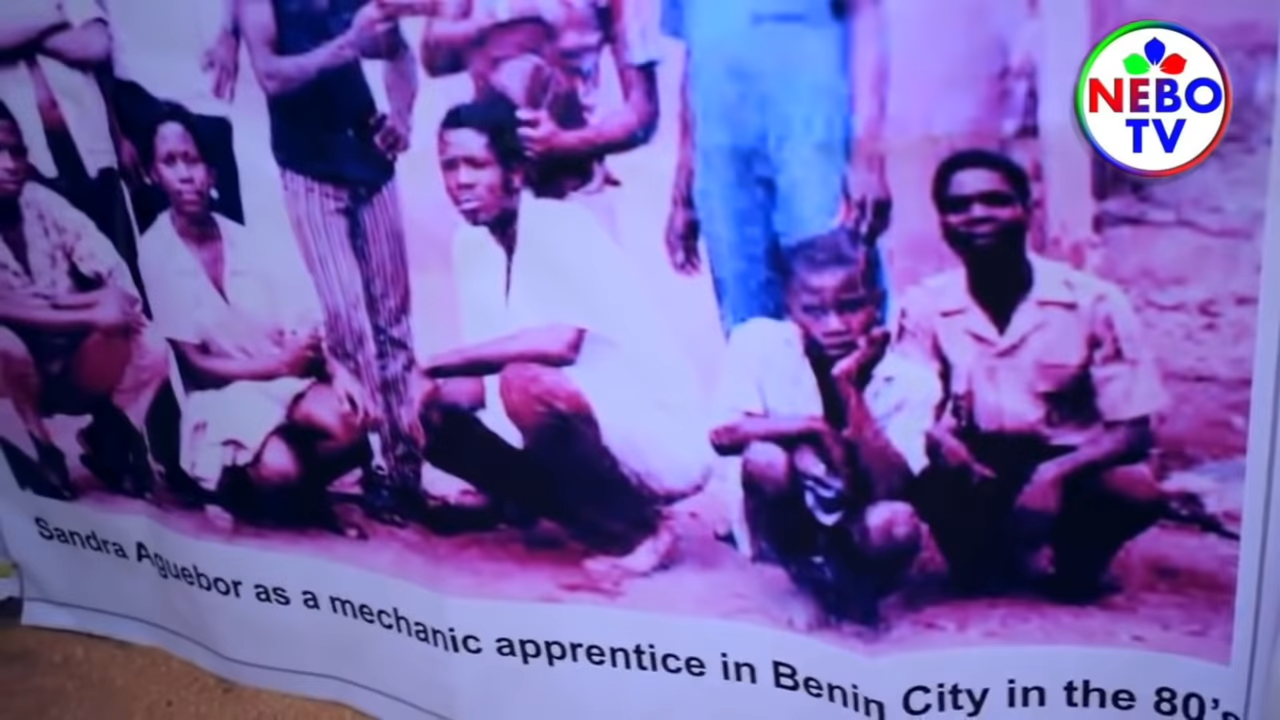 NEBO
TV
Sandra Aguebor as a mechanic apprentice in Benin City in the 80's